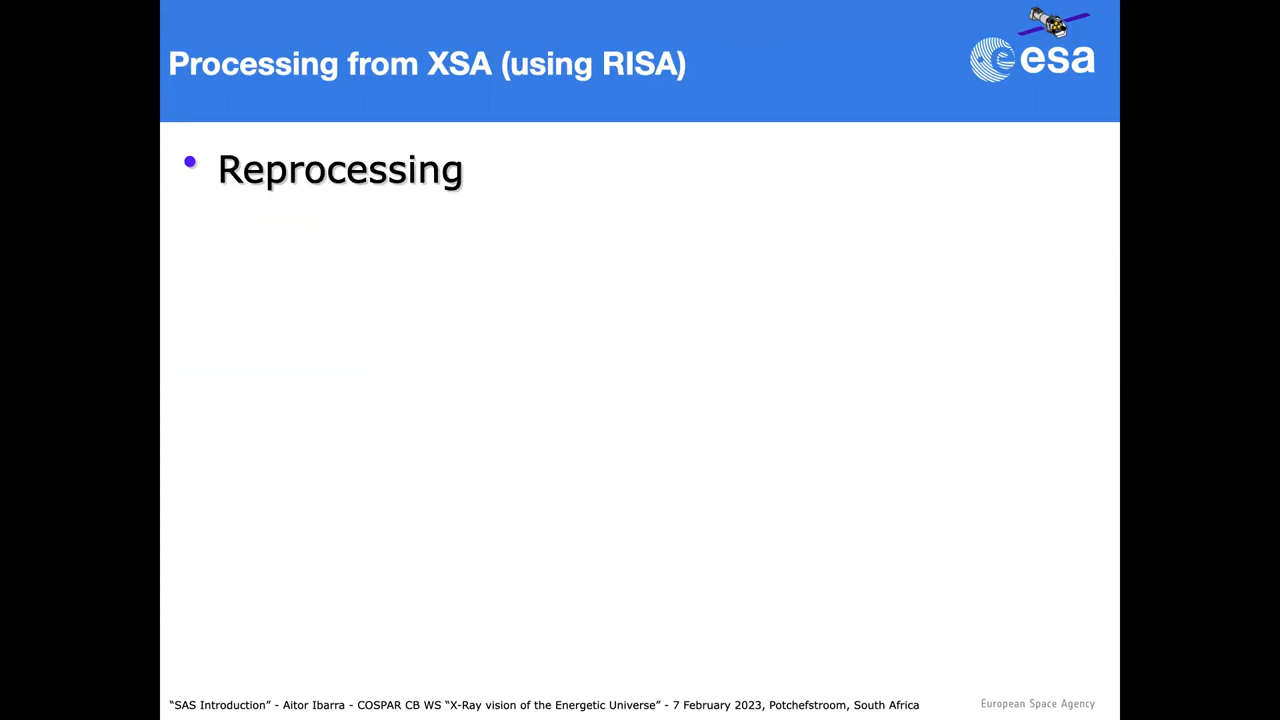 Processing from XSA (using RISA)
esa
• Reprocessing
“SAS Introduction” - Aitor Ibarra - COSPAR CB WS “X-Ray vision of the Energetic Universe” - 7 February 2023, Potchefstroom, South Africa
European Space Agency